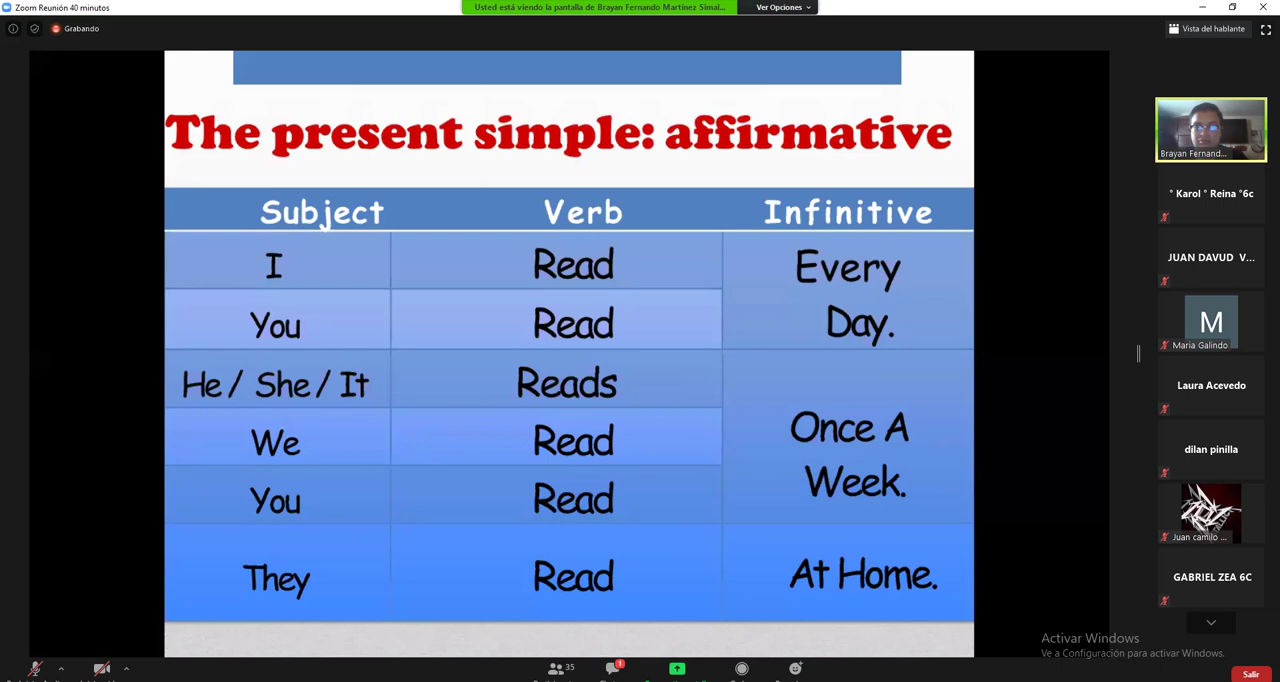 Zoom Reunión 40 minutos
Usted está viendo la pantalla de Brayan Fernando Martinez Simal...
Ver Opciones
Grabando
Vista del hablante
The present simple: affirmative
Subject Verb Infinitive
I Read Every
You Read Day.
He / She / It Reads
We Read Once A
You Read Week.
They Read At Home.
Brayan Fernand...
° Karol ° Reina °6c
JUAN DAVUD V...
M
Maria Galindo
Laura Acevedo
dilan pinilla
Juan camilo ...
GABRIEL ZEA 6C
Activar Windows
Ve a Configuración para activar Windows.
35
1
Salir